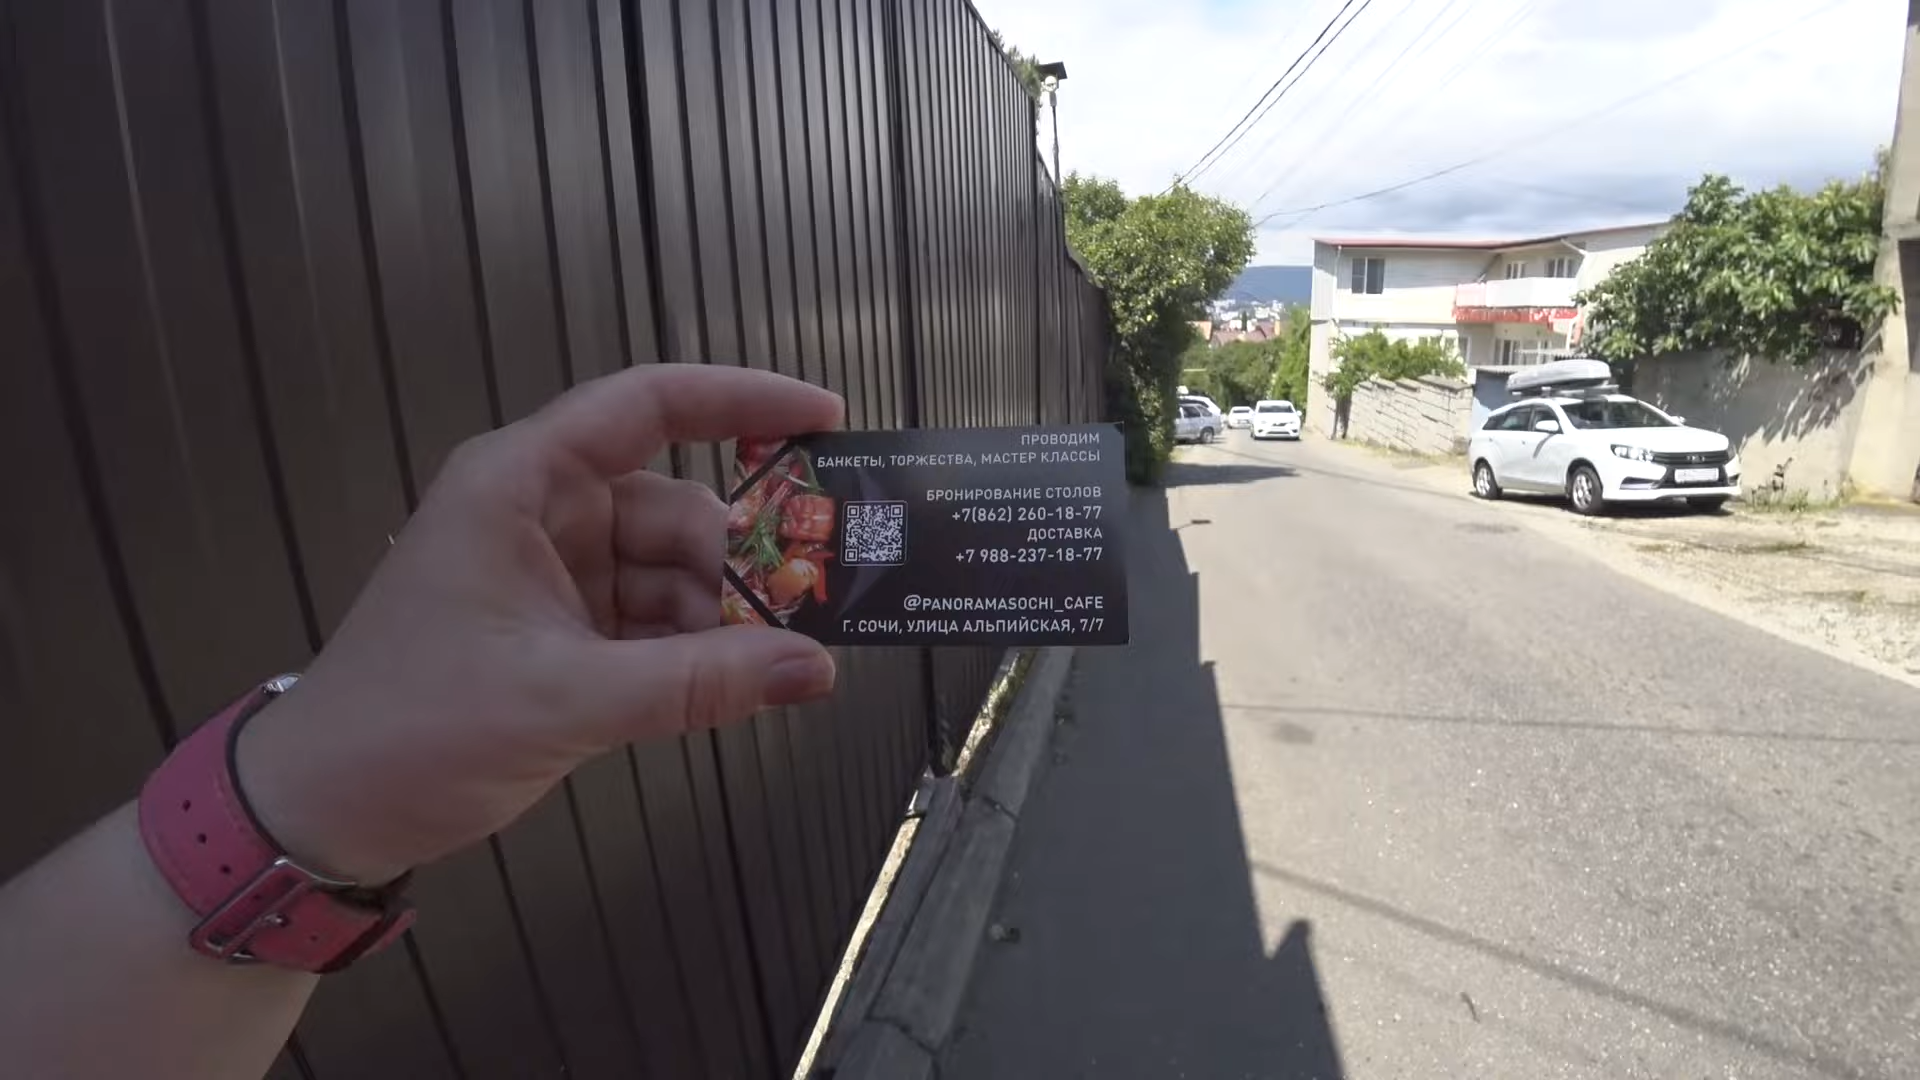 ПРОВОДИМ
БАНКЕТЫ, ТОРЖЕСТВА, МАСТЕР КЛАССЫ
БРОНИРОВАНИЕ СТОЛОВ
+7(862) 260-18-77
ДОСТАВКА
+7 988-237-18-77
@PANORAMASOCHI_CAFE
Г. СОЧИ, УЛИЦА АЛЬПИЙСКАЯ, 7/7